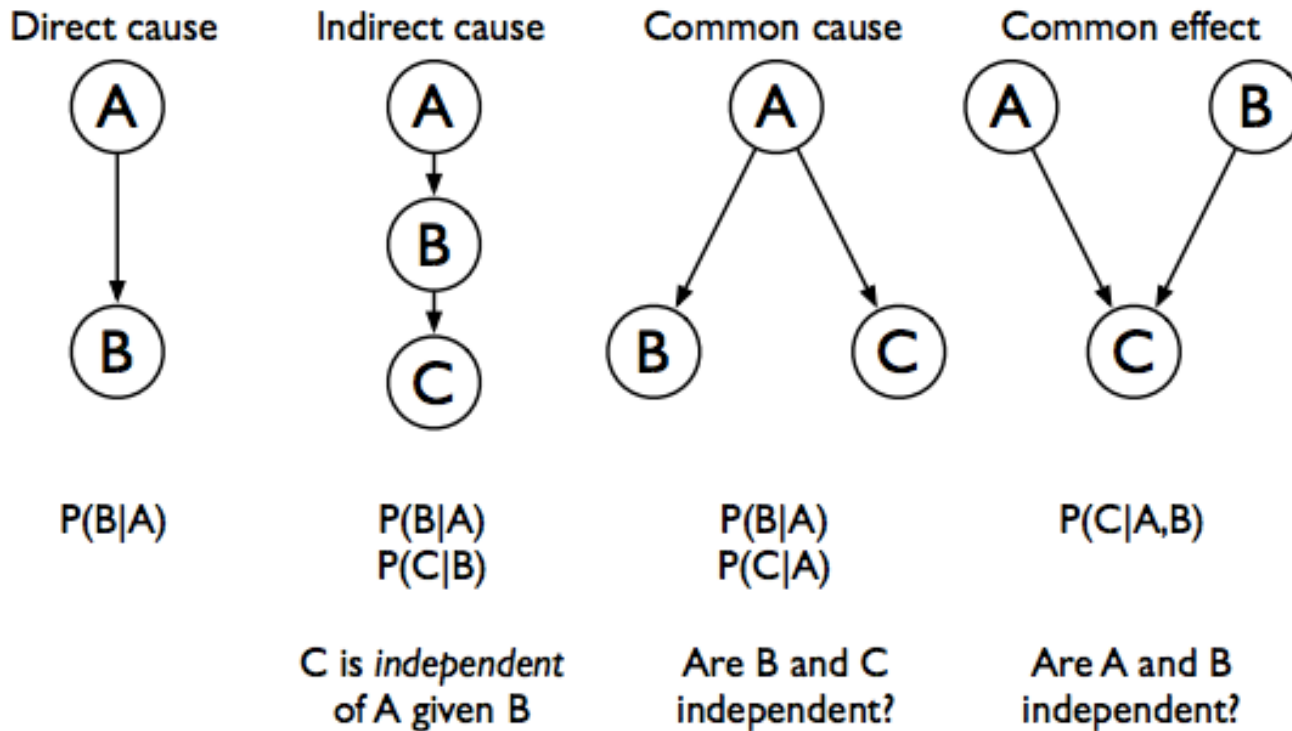 Direct cause
Indirect cause
Common cause
Common effect
A
B
A
B
C
A
B
C
A
B
C
P(B|A)
P(B|A)
P(C|B)
P(B|A)
P(C|A)
P(C|A,B)
C is independent
of A given B
Are B and C
independent?
Are A and B
independent?